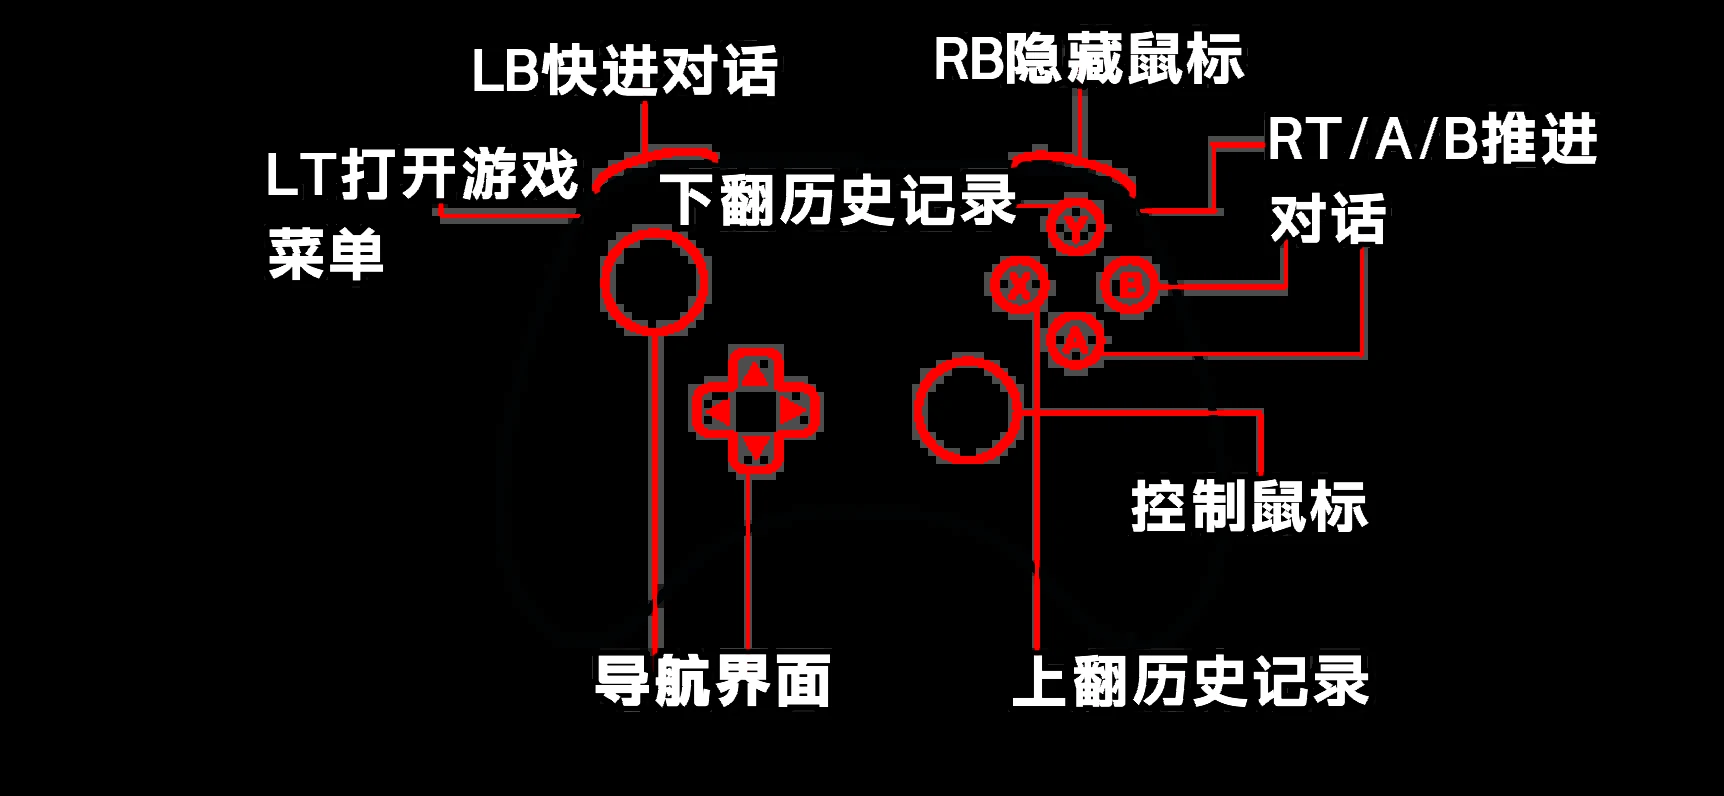 LB快进对话
RB隐藏鼠标
RT/A/B推进
对话
LT打开游戏
菜单
下翻历史记录
Y
X
B
A
控制鼠标
导航界面
上翻历史记录